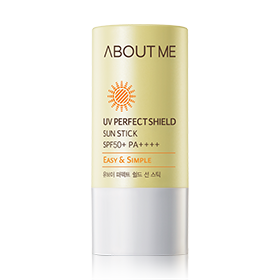 ABOUT ME
UV PERFECT SHIELD
SUN STICK
SPF50+ PA++++
EASY & SIMPLE
유브이 퍼펙트 쉴드 선 스틱